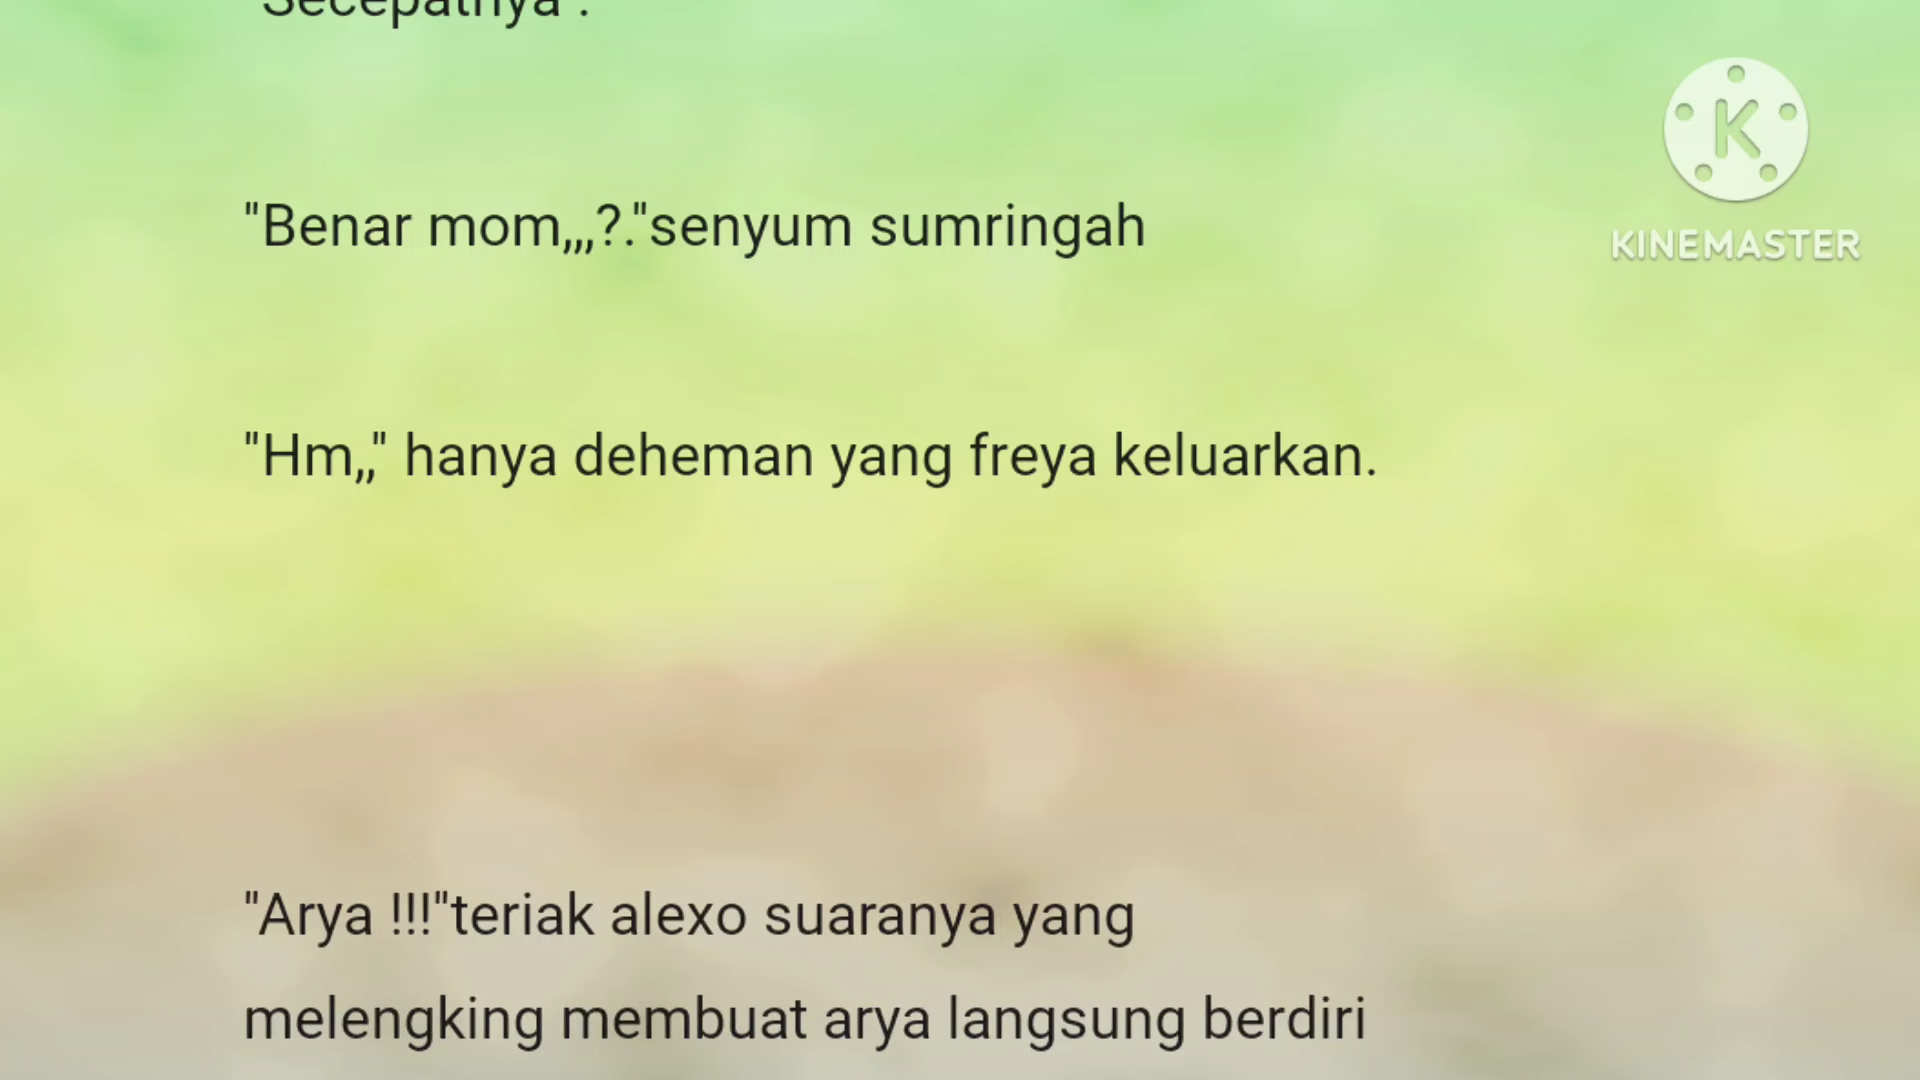 "Secepatnya".
"Benar mom,,,?."senyum sumringah
"Hm,," hanya deheman yang freya keluarkan.
"Arya !!!"teriak alexo suaranya yang
melengking membuat arya langsung berdiri
K
KINEMASTER